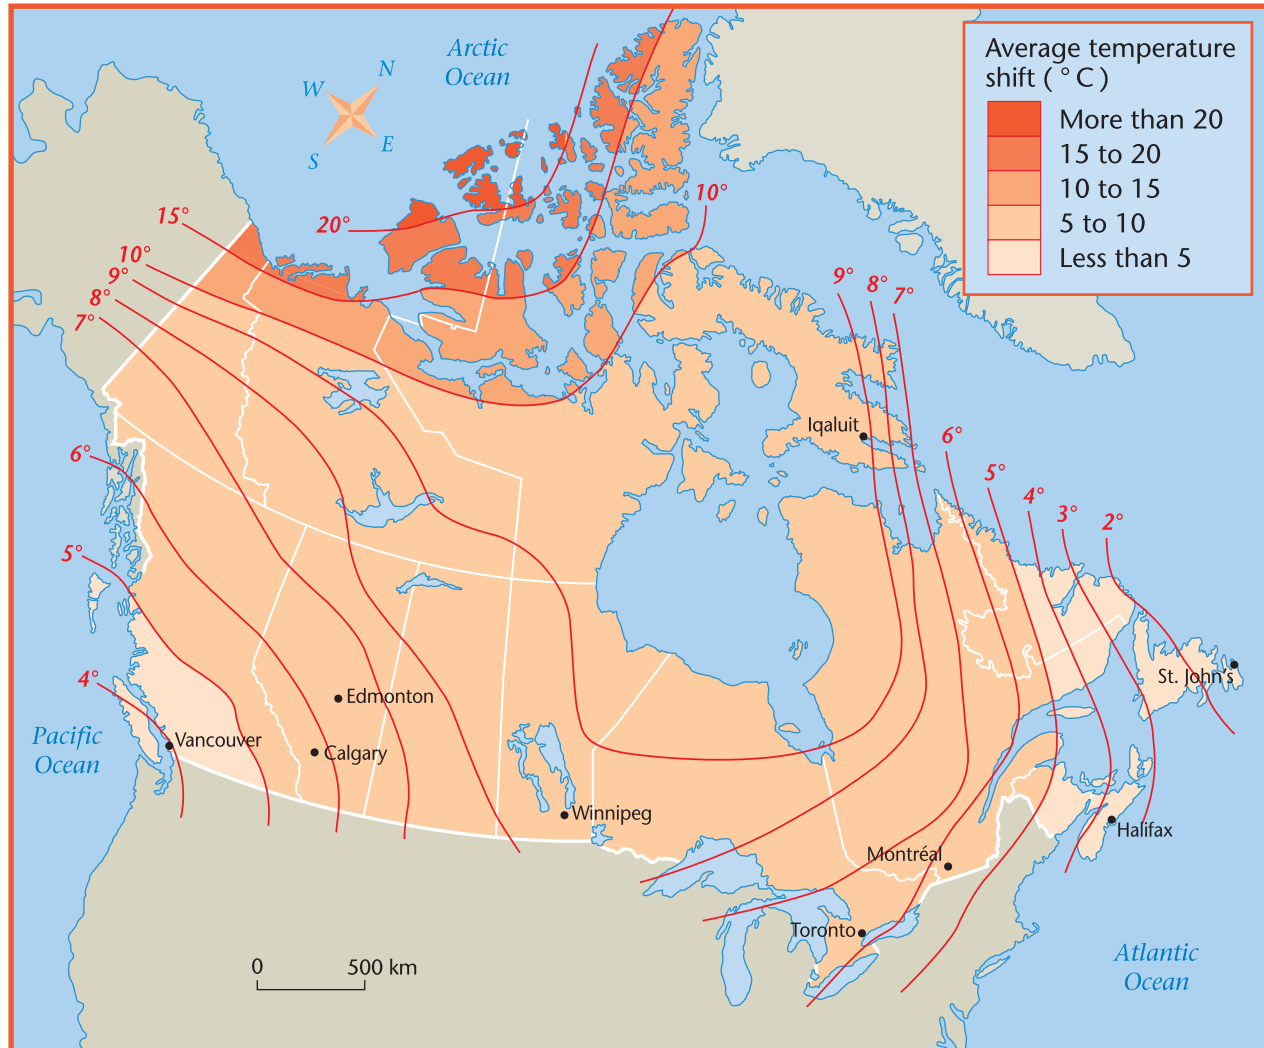 Arctic
Ocean
N
W
E
S
Average temperature
shift (°C)
More than 20
15 to 20
10 to 15
5 to 10
Less than 5
20°
15°
10°
9°
8°
7°
6°
5°
4°
10°
9°
8°
7°
6°
5°
4°
3°
2°
Iqaluit
St. John's
Edmonton
Vancouver
Calgary
Pacific
Ocean
Winnipeg
Halifax
Montréal
Toronto
Atlantic
Ocean
0
500 km